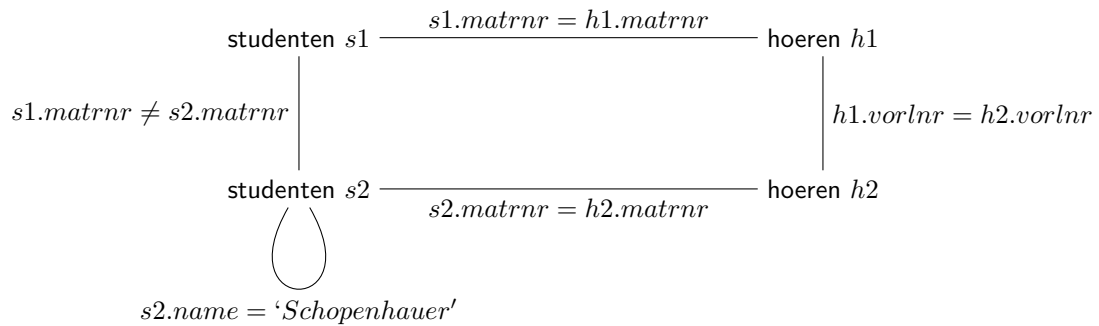 s1.matrnr = h1.matrnr
studenten s1
hoeren h1
s1.matrnr ≠ s2.matrnr
h1.vorlnr = h2.vorlnr
studenten s2
hoeren h2
s2.matrnr = h2.matrnr
s2.name = ‘Schopenhauer′